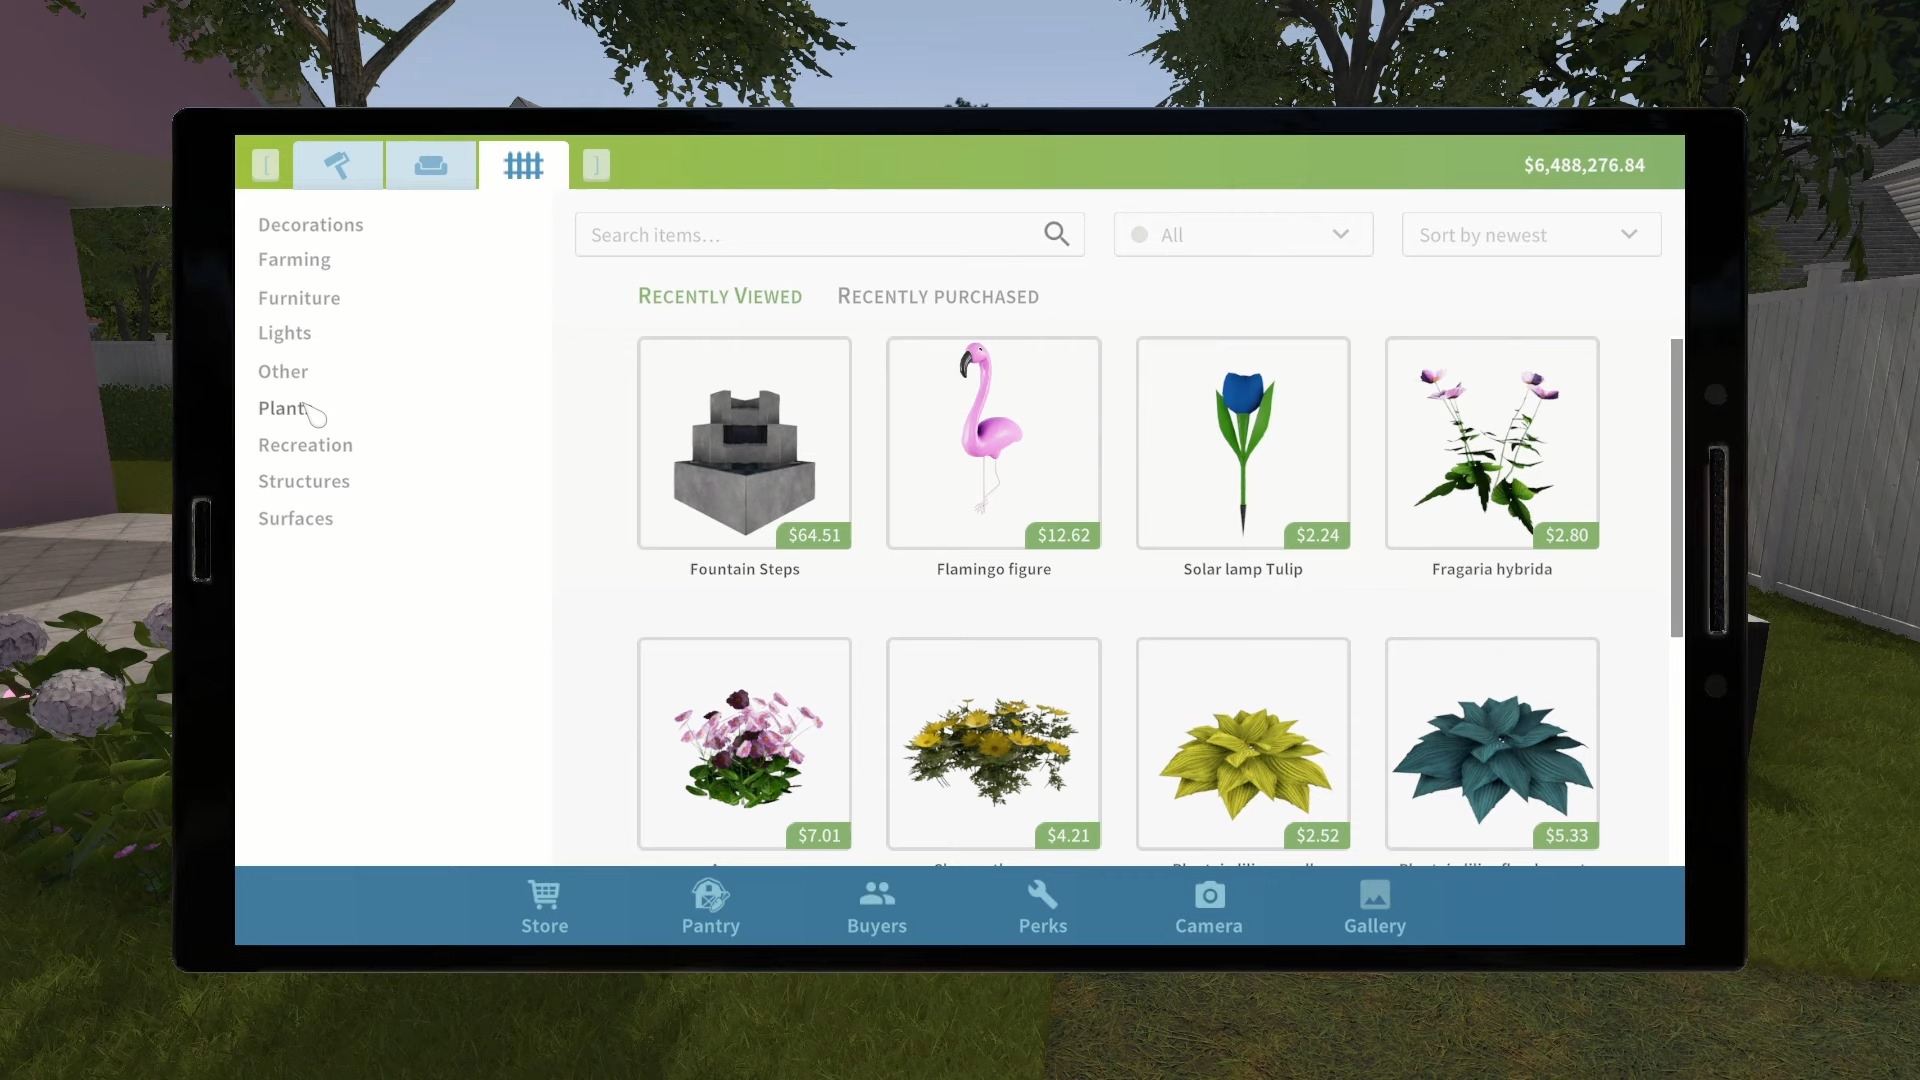 [
]
$6,488,276.84
Decorations
Farming
Furniture
Lights
Other
Plant
Recreation
Structures
Surfaces
Search items...
All
Sort by newest
RECENTLY VIEWED
RECENTLY PURCHASED
$64.51
$12.62
$2.24
$2.80
Fountain Steps
Flamingo figure
Solar lamp Tulip
Fragaria hybrida
$7.01
$4.21
$2.52
$5.33
Store
Pantry
Buyers
Perks
Camera
Gallery